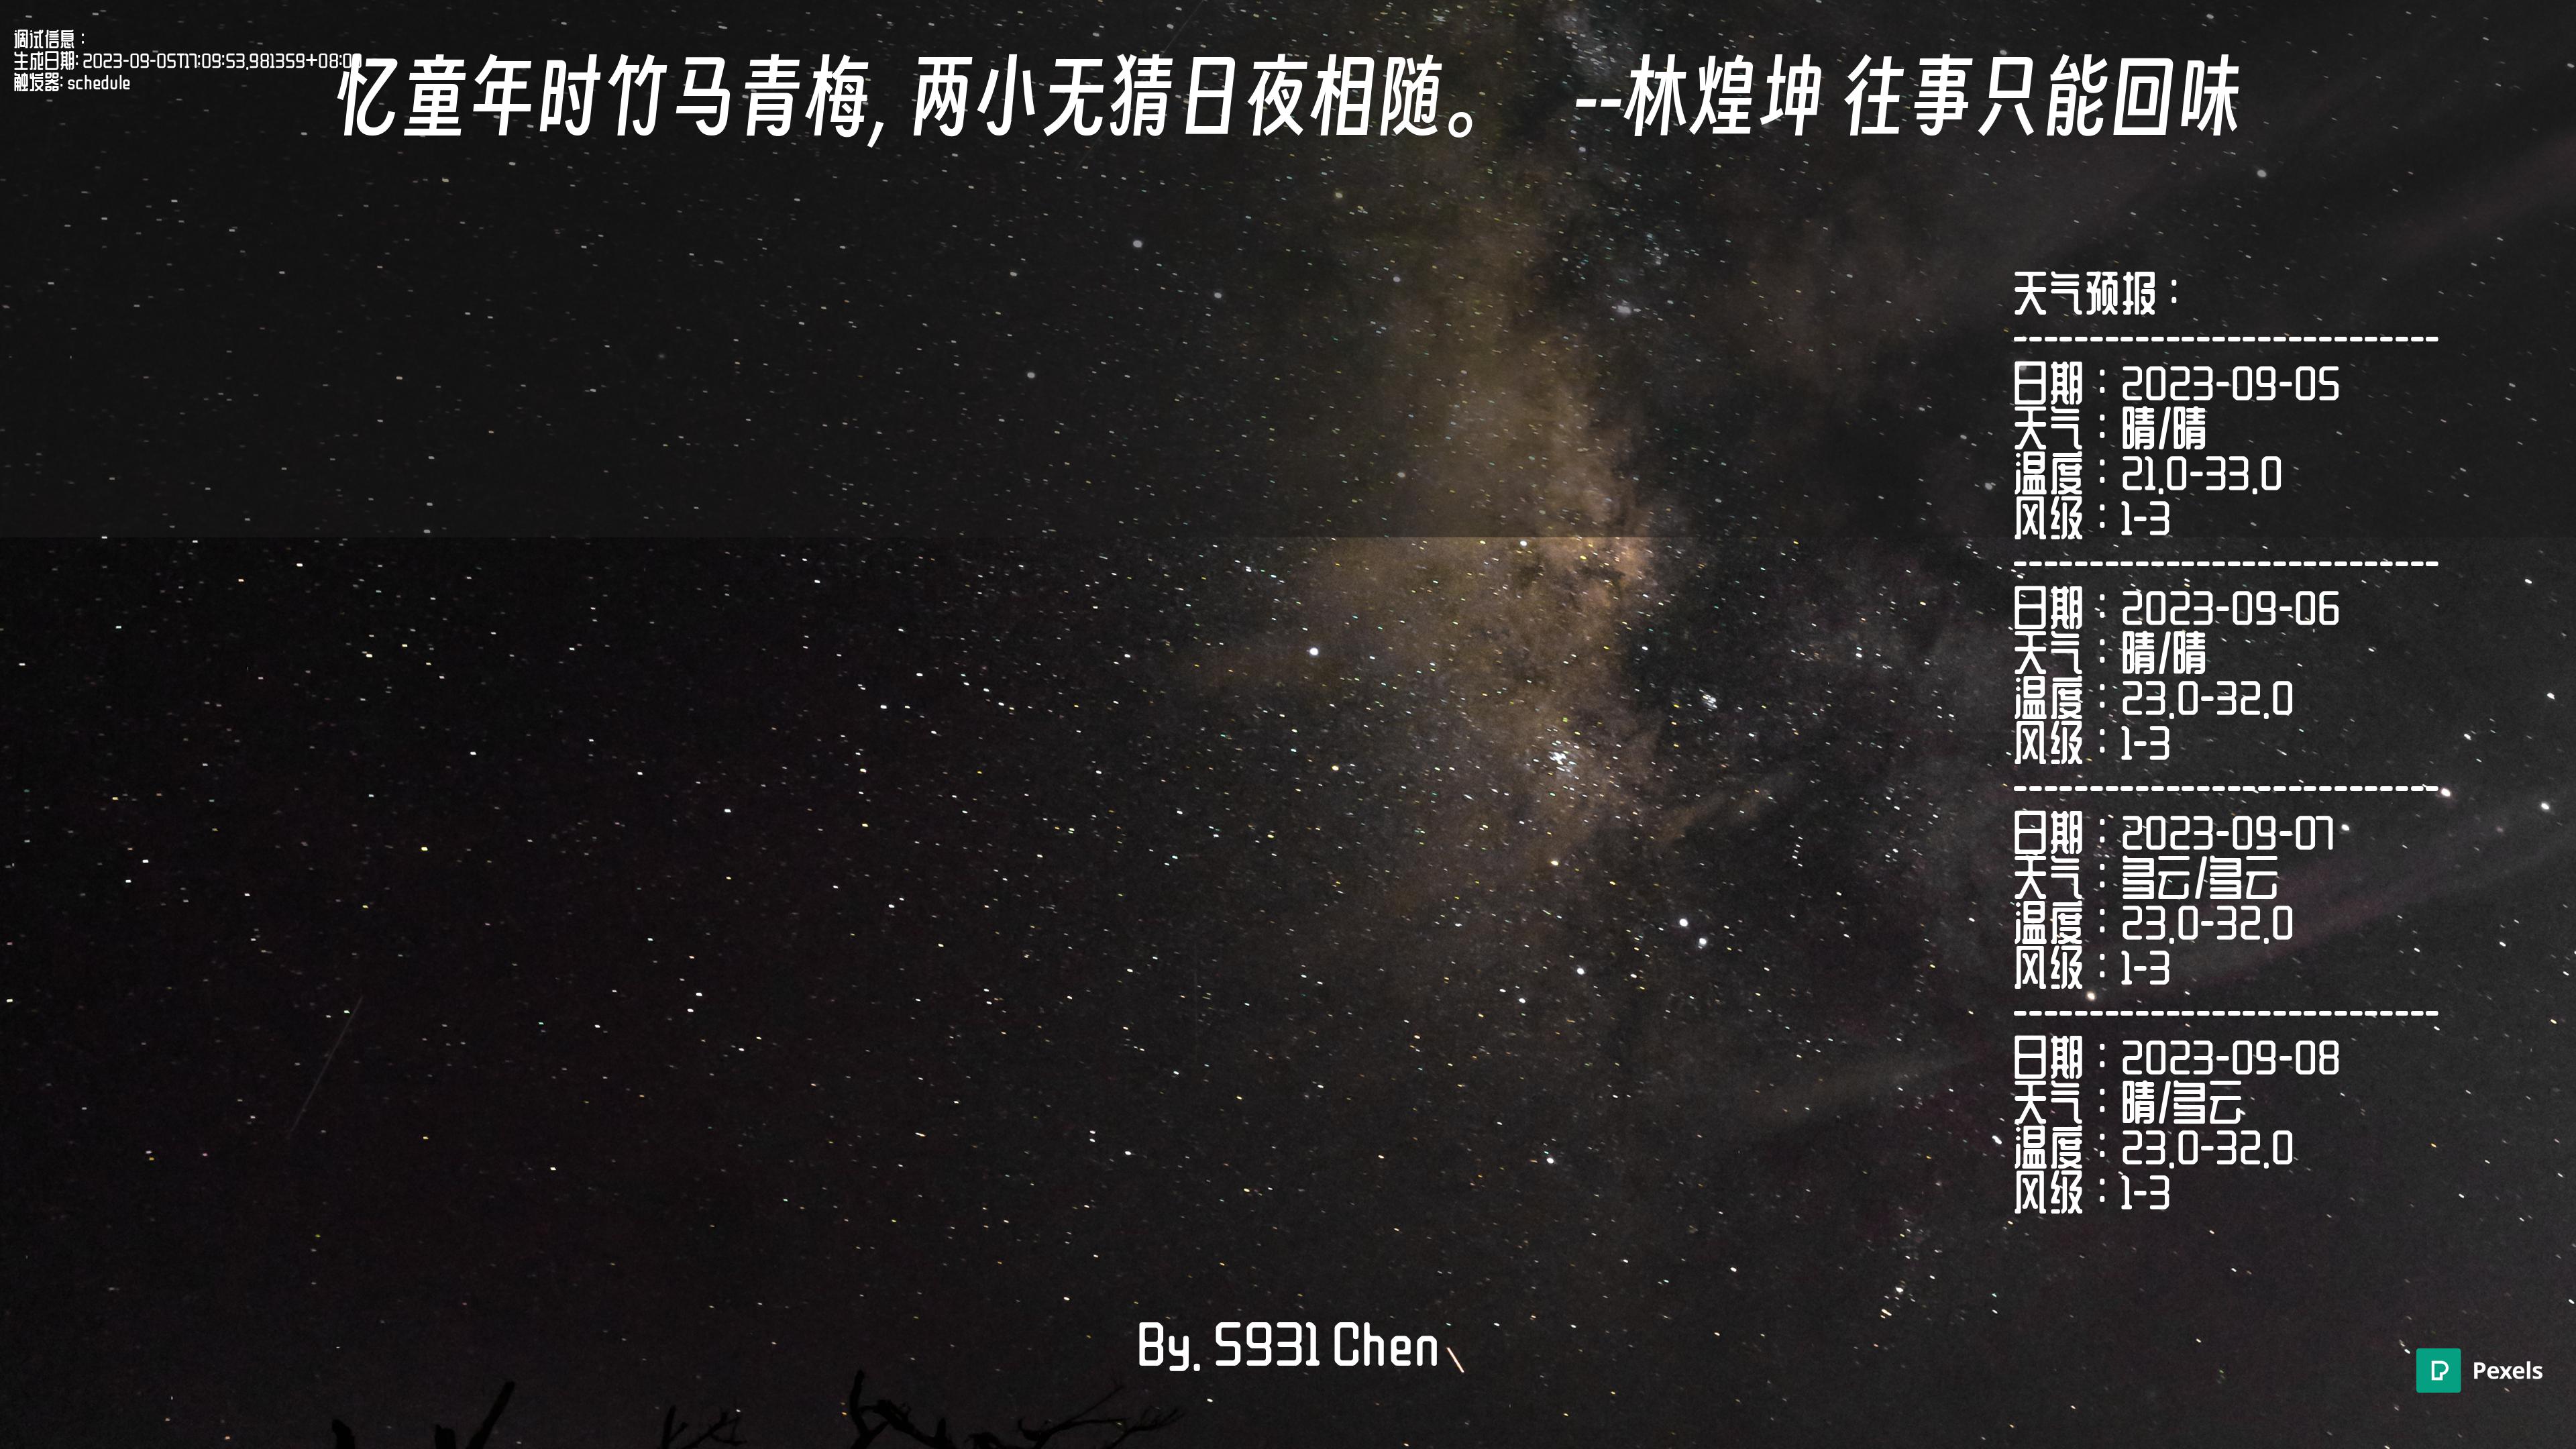 调试信息：
生成日期: 2023-09-05T17:09:53.981359+08:00
触发器: schedule
忆童年时竹马青梅, 两小无猜日夜相随。 --林煌坤 往事只能回味
天气预报：
----------------------------
日期：2023-09-05
天气：晴/晴
温度：21.0-33.0
风级：1-3
----------------------------
日期：2023-09-06
天气：晴/晴
温度：23.0-32.0
风级：1-3
----------------------------
日期：2023-09-07
天气：多云/多云
温度：23.0-32.0
风级：1-3
----------------------------
日期：2023-09-08
天气：晴/多云
温度：23.0-32.0
风级：1-3
By. S931 Chen
Pexels